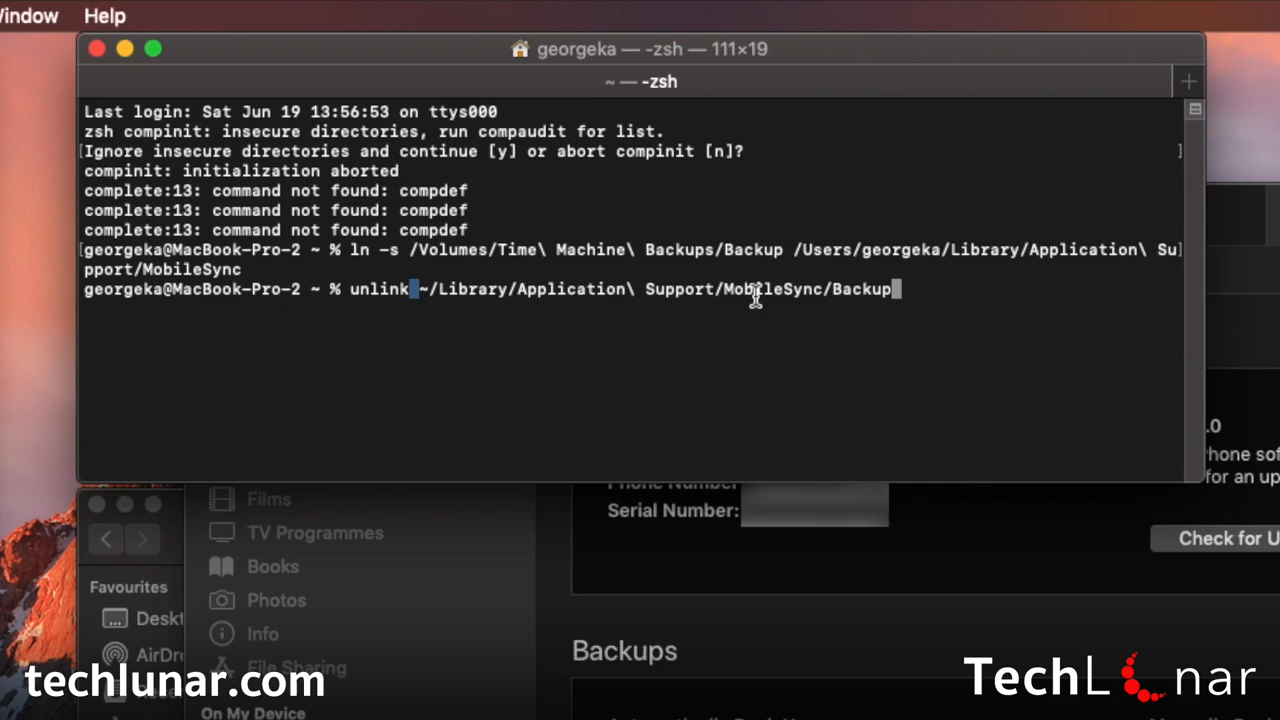 Window Help
georgeka — -zsh — 111×19
~ — -zsh
Last login: Sat Jun 19 13:56:53 on ttys000
zsh compinit: insecure directories, run compaudit for list.
[Ignore insecure directories and continue [y] or abort compinit [n]? ]
compinit: initialization aborted
complete:13: command not found: compdef
complete:13: command not found: compdef
complete:13: command not found: compdef
[georgeka@MacBook-Pro-2 ~ % ln -s /Volumes/Time\ Machine\ Backups/Backup /Users/georgeka/Library/Application\ Su]
pport/MobileSync
georgeka@MacBook-Pro-2 ~ % unlink ~/Library/Application\ Support/MobileSync/Backup
.0
for an up
Serial Number:
Check for U
Films
TV Programmes
Books
Photos
Info
File Sharing
On My Device
Favourites
Deskt
AirDr
Backups
techlunar.com
TechLunar